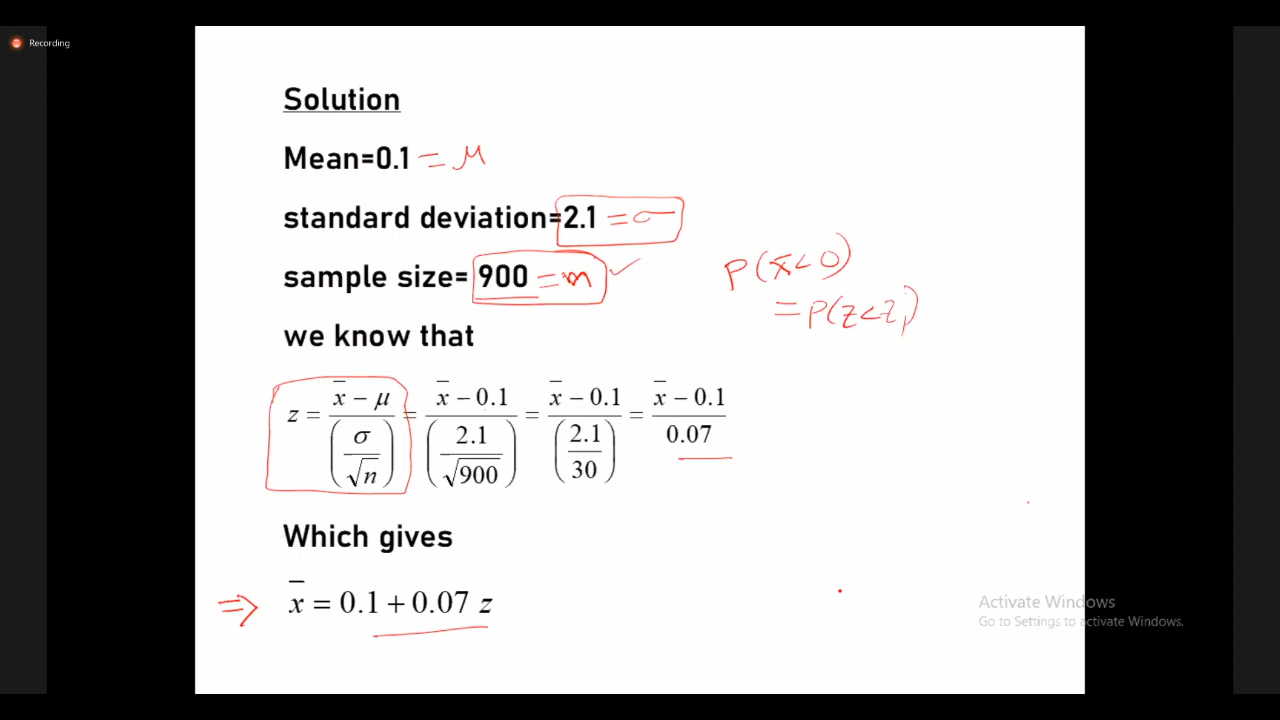 Recording
Solution
Mean=0.1 = μ
standard deviation=2.1 = σ
sample size= 900 = n ✓
P(x̄<0)
= P(z<z₁)
we know that
z = (x̄ − μ)/(σ/√n) = (x̄ − 0.1)/(2.1/√900) = (x̄ − 0.1)/(2.1/30) = (x̄ − 0.1)/0.07
Which gives
⇒ x̄ = 0.1 + 0.07 z
Activate Windows
Go to Settings to activate Windows.